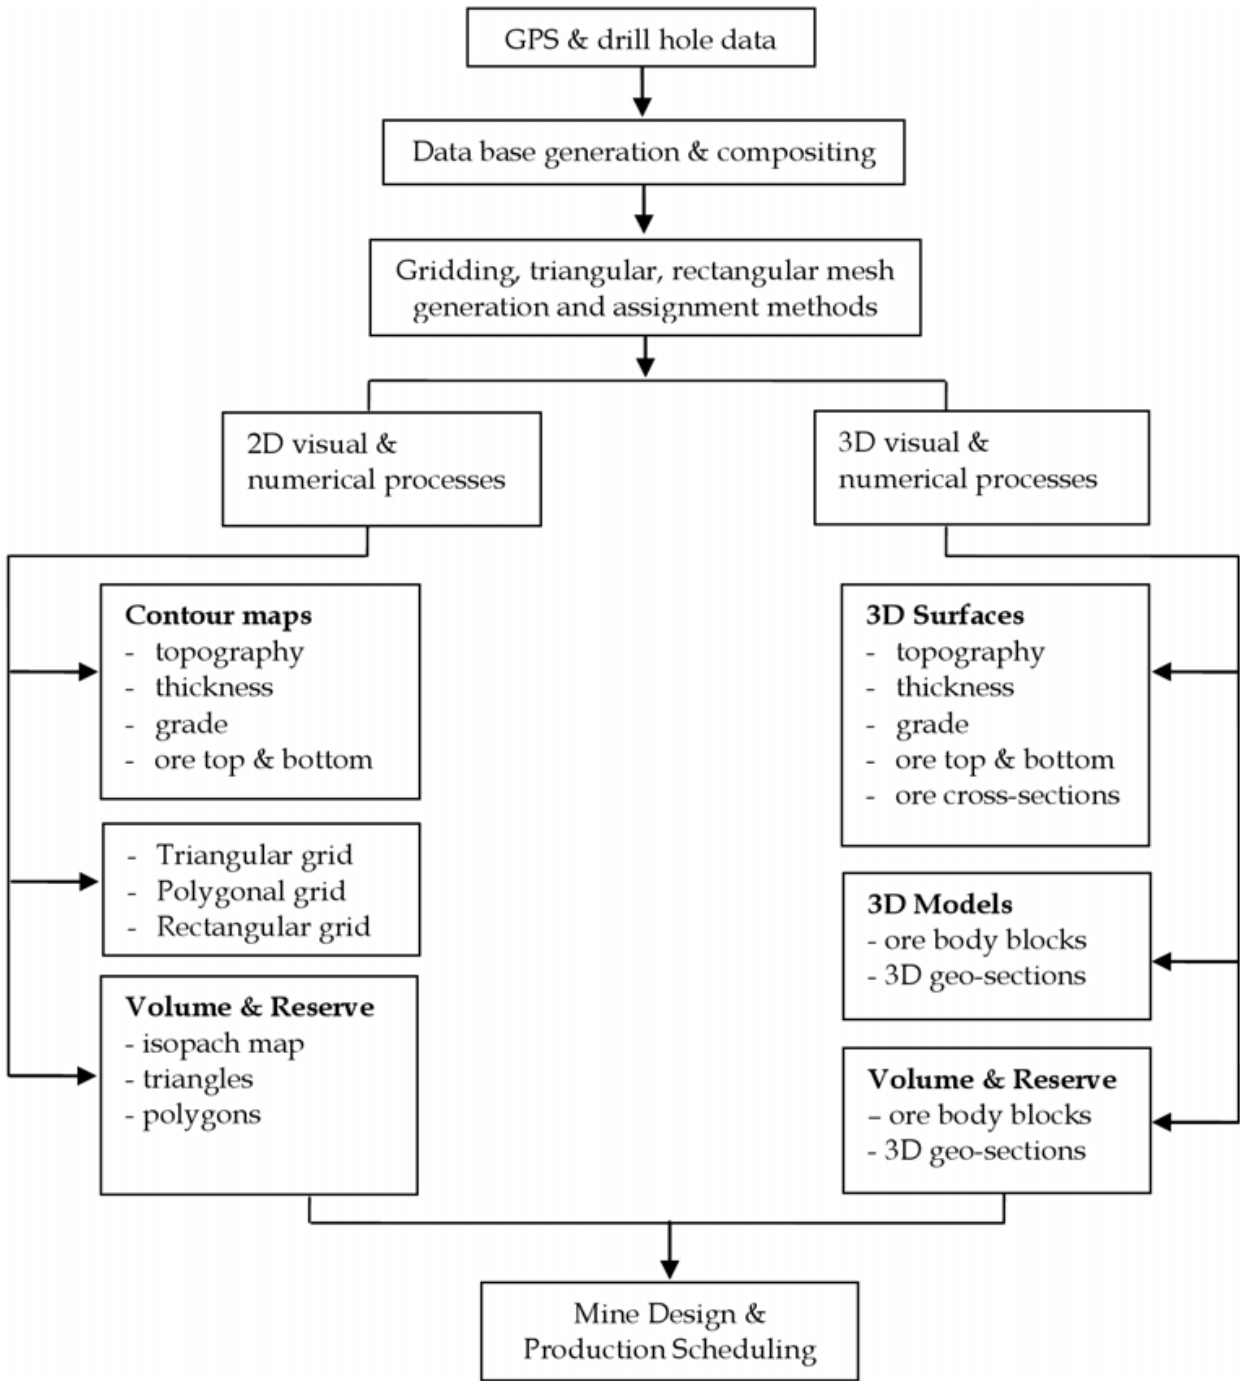 GPS & drill hole data
Data base generation & compositing
Gridding, triangular, rectangular mesh
generation and assignment methods
2D visual &
numerical processes
3D visual &
numerical processes
Contour maps
- topography
- thickness
- grade
- ore top & bottom
- Triangular grid
- Polygonal grid
- Rectangular grid
Volume & Reserve
- isopach map
- triangles
- polygons
3D Surfaces
- topography
- thickness
- grade
- ore top & bottom
- ore cross-sections
3D Models
- ore body blocks
- 3D geo-sections
Volume & Reserve
– ore body blocks
- 3D geo-sections
Mine Design &
Production Scheduling